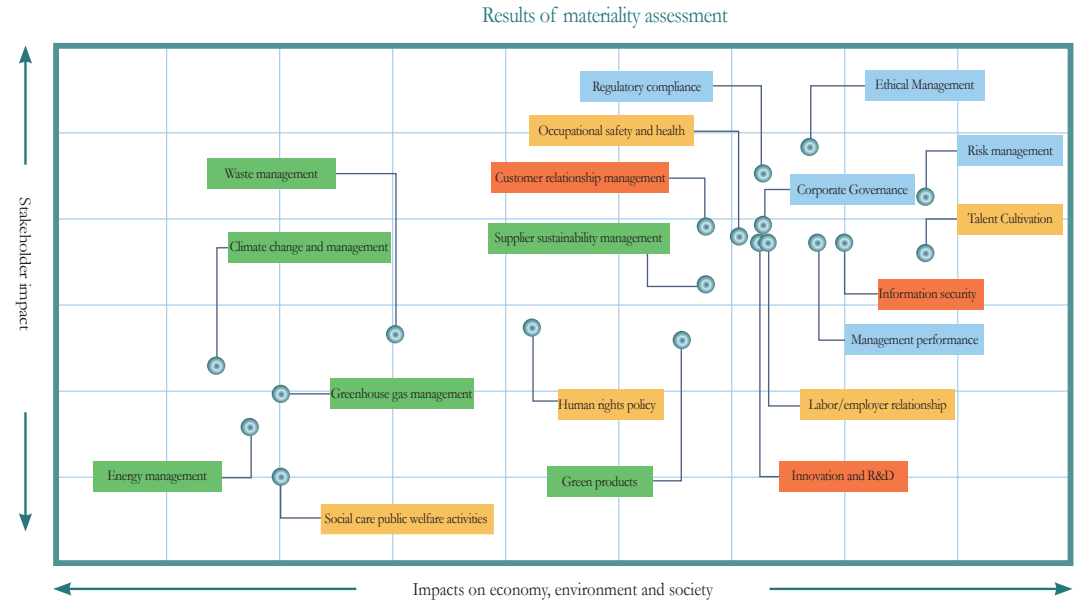 Results of materiality assessment
Regulatory compliance
Ethical Management
Occupational safety and health
Risk management
Waste management
Customer relationship management
Corporate Governance
Talent Cultivation
Climate change and management
Supplier sustainability management
Stakeholder impact
Information security
Management performance
Greenhouse gas management
Human rights policy
Labor/employer relationship
Energy management
Green products
Innovation and R&D
Social care public welfare activities
Impacts on economy, environment and society